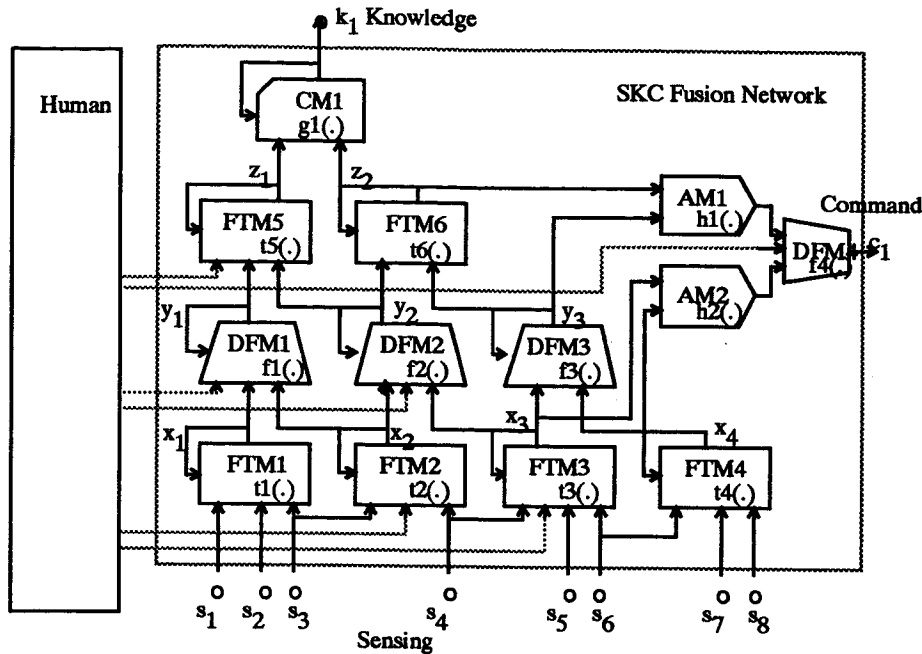 k1 Knowledge
Human
SKC Fusion Network
CM1
g1(.)
z1
z2
FTM5
t5(.)
FTM6
t6(.)
AM1
h1(.)
Command
DFM4
f4(.)
c1
AM2
h2(.)
y1
y2
y3
DFM1
f1(.)
DFM2
f2(.)
DFM3
f3(.)
x1
x2
x3
x4
FTM1
t1(.)
FTM2
t2(.)
FTM3
t3(.)
FTM4
t4(.)
s1
s2
s3
s4
s5
s6
s7
s8
Sensing